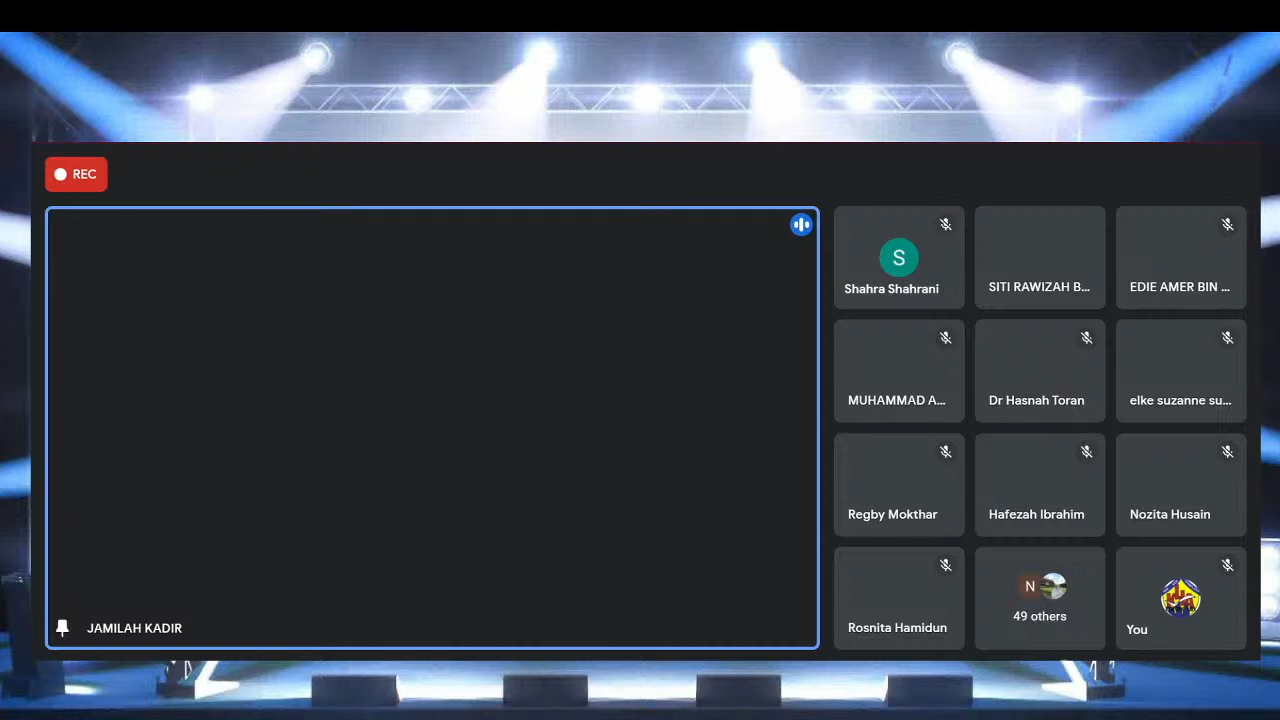 REC
S
Shahra Shahrani
SITI RAWIZAH B...
EDIE AMER BIN ...
MUHAMMAD A...
Dr Hasnah Toran
elke suzanne su...
Regby Mokthar
Hafezah Ibrahim
Nozita Husain
Rosnita Hamidun
N
49 others
You
JAMILAH KADIR